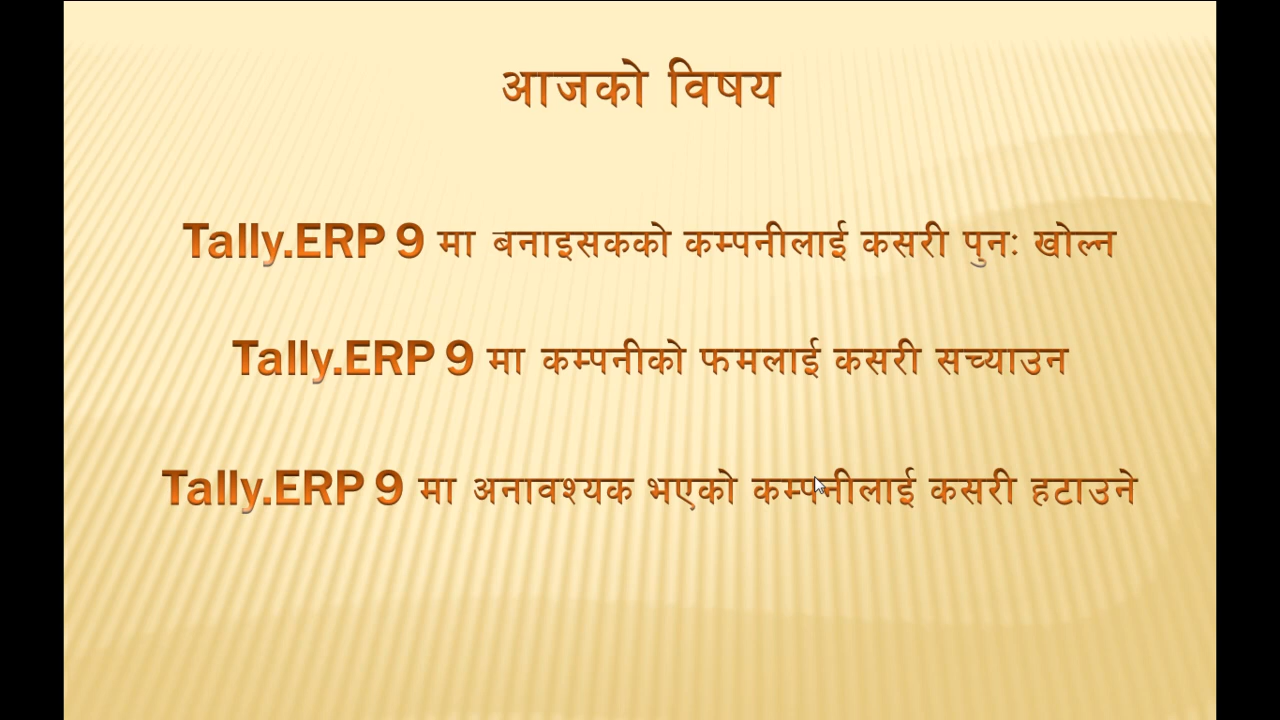 आजको विषय
Tally.ERP 9 मा बनाइसकको कम्पनीलाई कसरी पुनः खोल्न
Tally.ERP 9 मा कम्पनीको फमलाई कसरी सच्याउन
Tally.ERP 9 मा अनावश्यक भएको कम्पनीलाई कसरी हटाउने